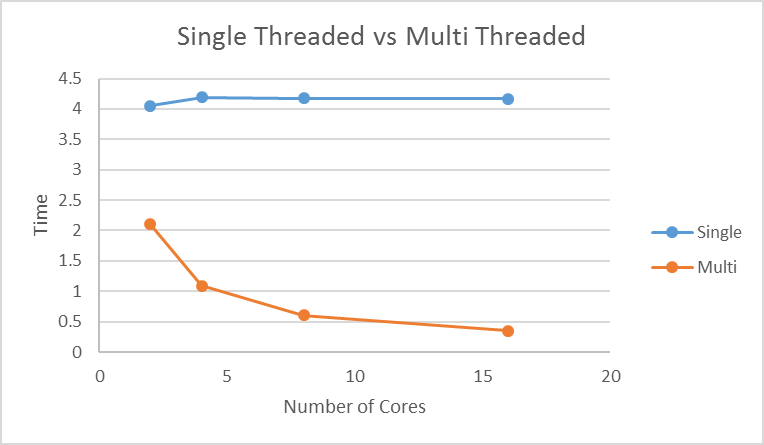 Single Threaded vs Multi Threaded
4.5
4
3.5
3
2.5
2
1.5
1
0.5
0
Time
0 5 10 15 20
Number of Cores
Single
Multi